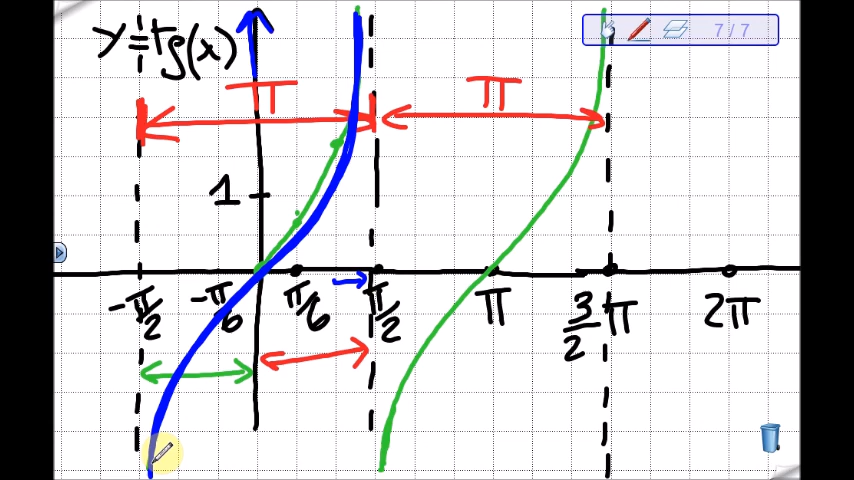 y=tg(x)
7/7
π π
1
-π/2 -π/6 π/6 π/2 π 3/2 π 2π